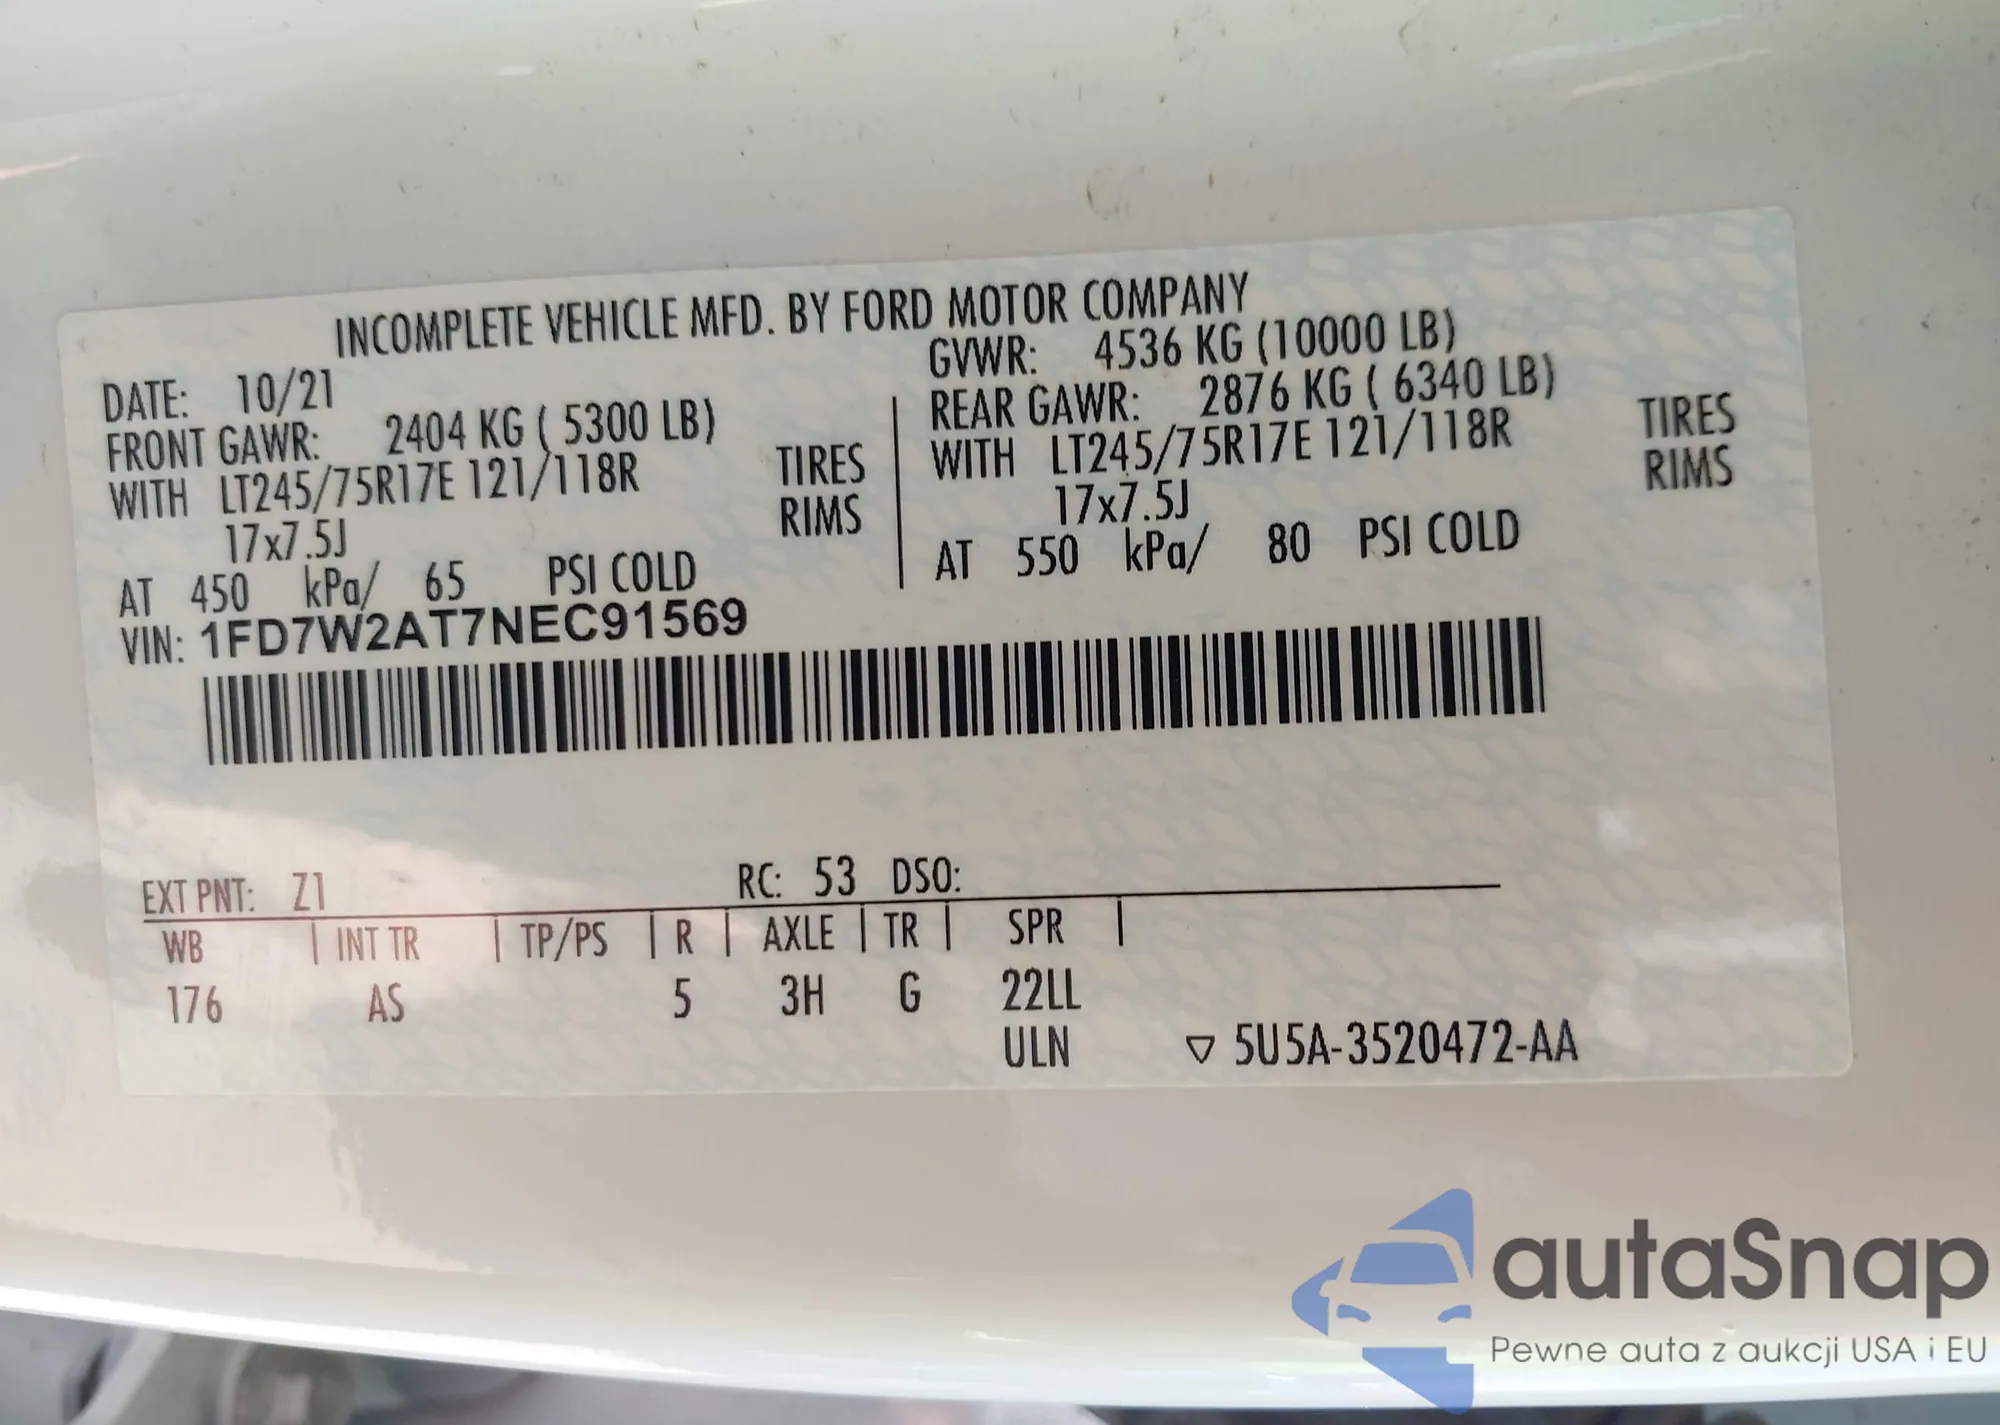 INCOMPLETE VEHICLE MFD. BY FORD MOTOR COMPANY
DATE: 10/21 GVWR: 4536 KG (10000 LB)
FRONT GAWR: 2404 KG ( 5300 LB) REAR GAWR: 2876 KG ( 6340 LB)
WITH LT245/75R17E 121/118R TIRES WITH LT245/75R17E 121/118R TIRES
17x7.5J RIMS 17x7.5J RIMS
AT 450 kPa/ 65 PSI COLD AT 550 kPa/ 80 PSI COLD
VIN: 1FD7W2AT7NEC91569
EXT PNT: Z1 RC: 53 DSO:
WB | INT TR | TP/PS | R | AXLE | TR | SPR |
176 AS 5 3H G 22LL
ULN ▽ 5U5A-3520472-AA
autaSnap
Pewne auta z aukcji USA i EU